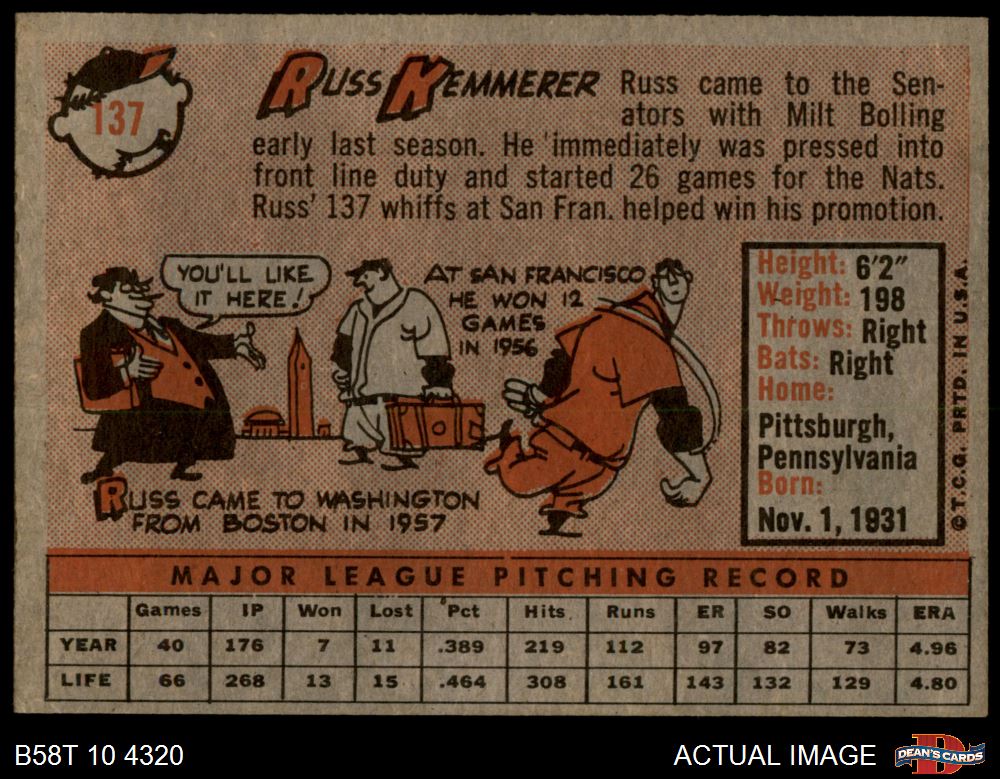 137
RUSS KEMMERER
Russ came to the Sen-
ators with Milt Bolling
early last season. He immediately was pressed into
front line duty and started 26 games for the Nats.
Russ' 137 whiffs at San Fran. helped win his promotion.
YOU'LL LIKE
IT HERE!
AT SAN FRANCISCO
HE WON 12
GAMES
IN 1956
RUSS CAME TO WASHINGTON
FROM BOSTON IN 1957
Height: 6'2"
Weight: 198
Throws: Right
Bats: Right
Home:
Pittsburgh,
Pennsylvania
Born:
Nov. 1, 1931
© T.C.G. PRTD. IN U.S.A.
MAJOR LEAGUE PITCHING RECORD
Games IP Won Lost Pct Hits Runs ER SO Walks ERA
YEAR 40 176 7 11 .389 219 112 97 82 73 4.96
LIFE 66 268 13 15 .464 308 161 143 132 129 4.80
B58T 10 4320
ACTUAL IMAGE
DEAN'S CARDS